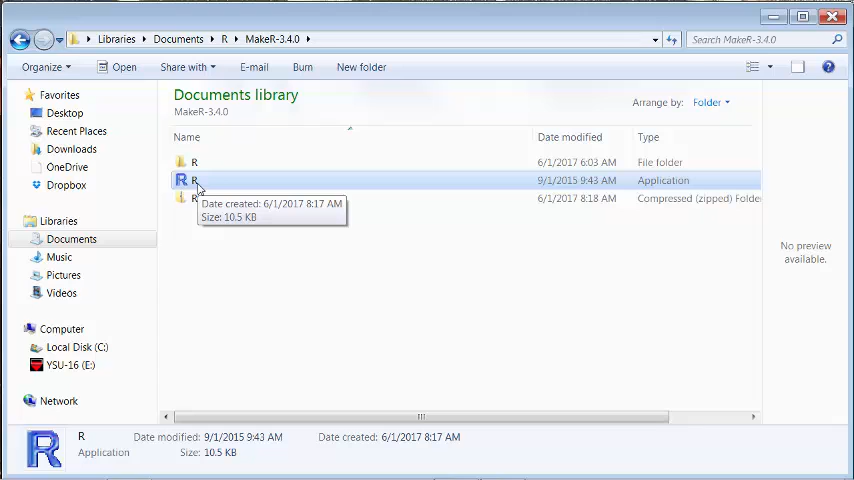 Libraries ▸ Documents ▸ R ▸ MakeR-3.4.0 ▸
Search MakeR-3.4.0
Organize Open Share with E-mail Burn New folder
Favorites
Desktop
Recent Places
Downloads
OneDrive
Dropbox
Libraries
Documents
Music
Pictures
Videos
Computer
Local Disk (C:)
YSU-16 (E:)
Network
Documents library
MakeR-3.4.0
Arrange by: Folder
Name Date modified Type
R 6/1/2017 6:03 AM File folder
R 9/1/2015 9:43 AM Application
R 6/1/2017 8:18 AM Compressed (zipped) Folde
Date created: 6/1/2017 8:17 AM
Size: 10.5 KB
No preview
available.
R Date modified: 9/1/2015 9:43 AM Date created: 6/1/2017 8:17 AM
Application Size: 10.5 KB